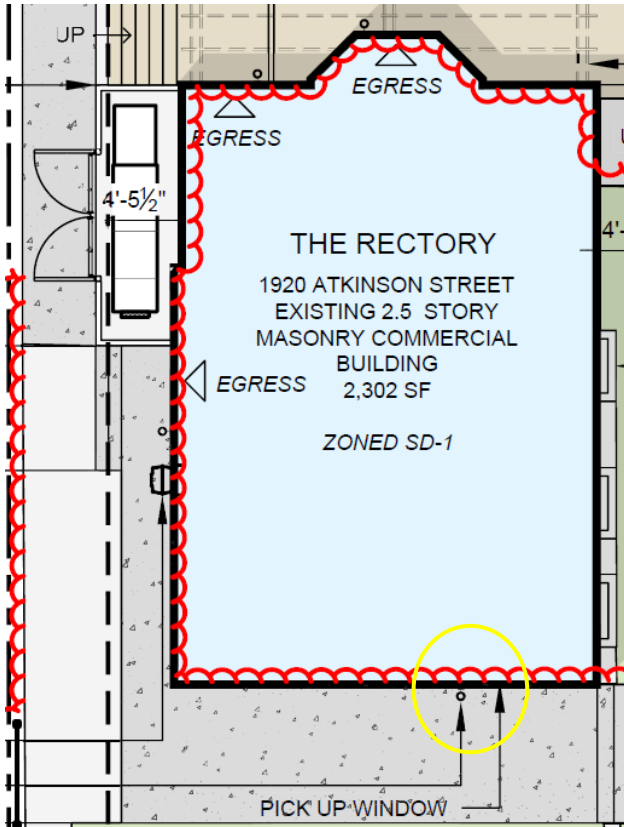 UP
EGRESS
EGRESS
4'-5½"
THE RECTORY
1920 ATKINSON STREET
EXISTING 2.5 STORY
MASONRY COMMERCIAL
BUILDING
2,302 SF
EGRESS
ZONED SD-1
4'-
PICK UP WINDOW